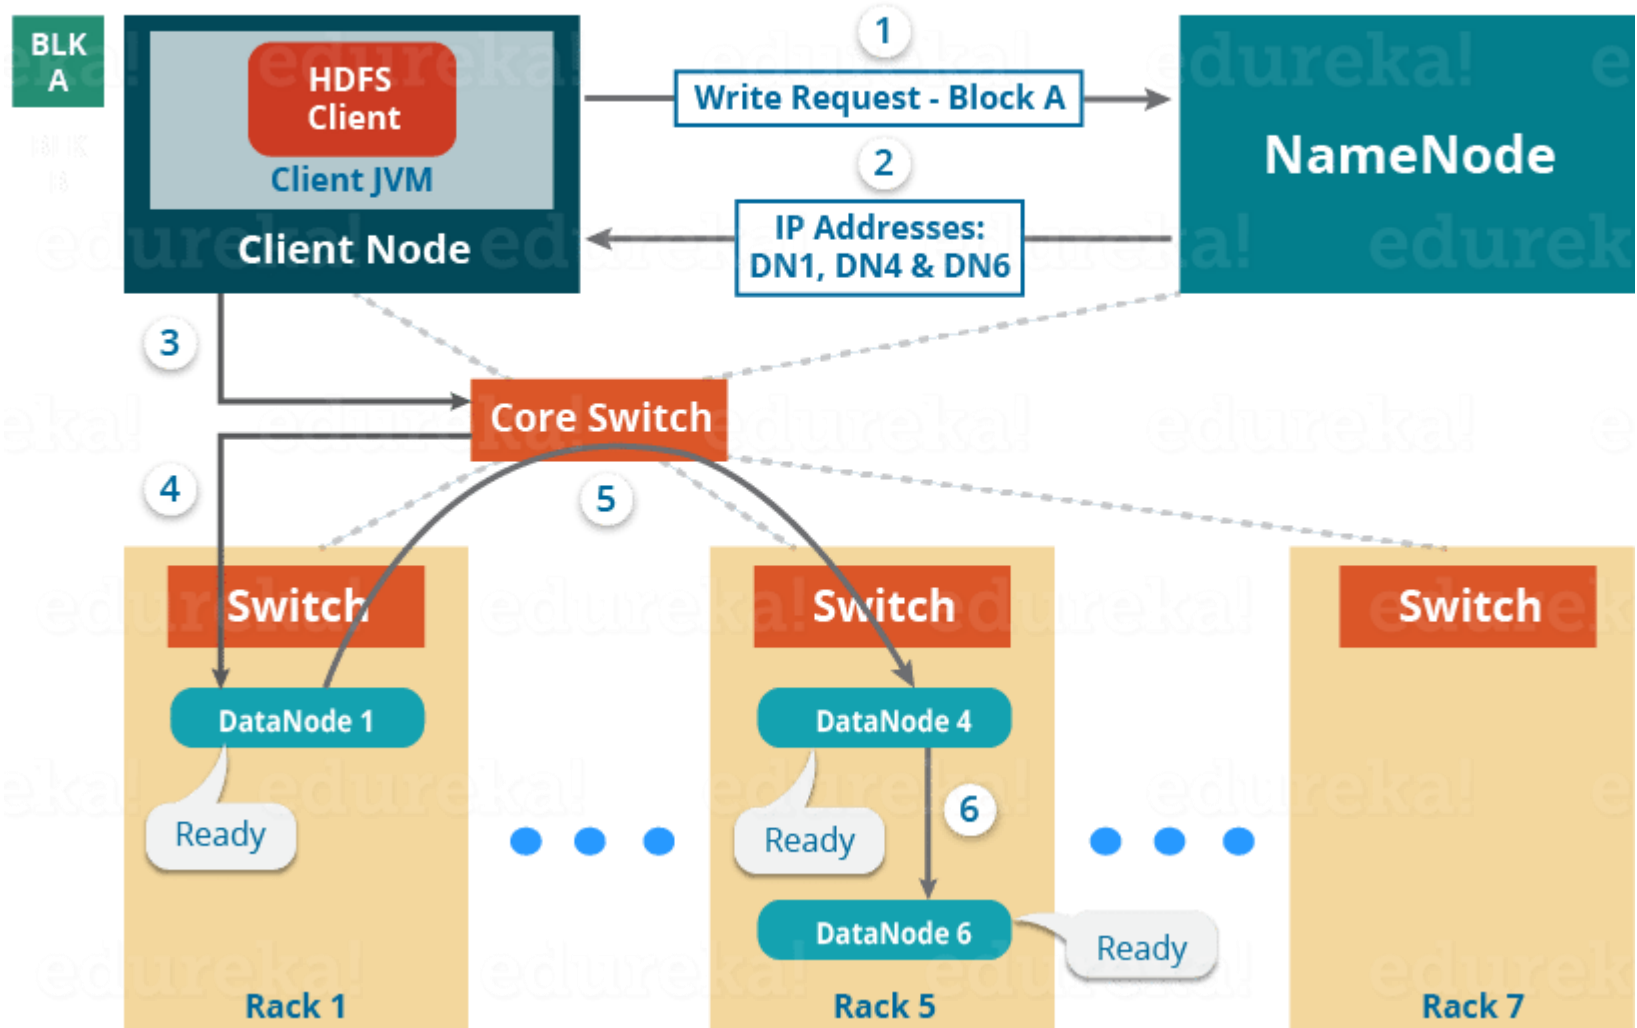 BLK
A
HDFS
Client
Client JVM
Client Node
1
Write Request - Block A
2
IP Addresses:
DN1, DN4 & DN6
NameNode
3
Core Switch
4
5
Switch
Switch
Switch
DataNode 1
DataNode 4
Ready
Ready
6
DataNode 6
Ready
Rack 1
Rack 5
Rack 7
edureka!